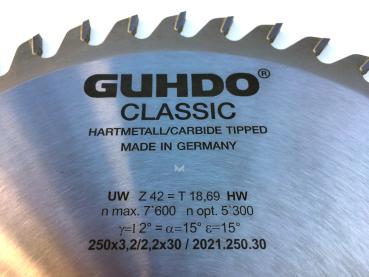 GUHDO®
CLASSIC
HARTMETALL/CARBIDE TIPPED
MADE IN GERMANY
UW Z 42 = T 18,69 HW
n max. 7´600 n opt. 5´300
γ=12° = α=15° ε=15°
250x3,2/2,2x30 / 2021.250.30